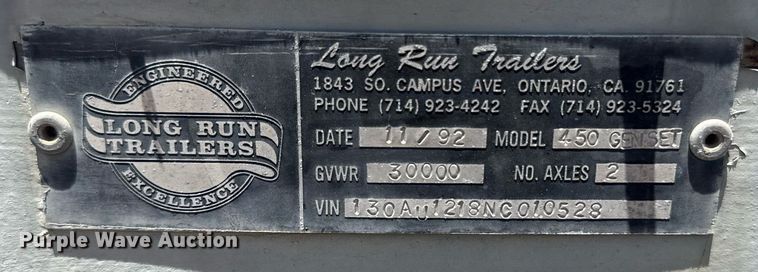 ENGINEERED
LONG RUN
TRAILERS
EXCELLENCE
Long Run Trailers
1843 SO. CAMPUS AVE, ONTARIO, CA. 91761
PHONE (714) 923-4242 FAX (714) 923-5324
DATE 11/92 MODEL 450 GENSET
GVWR 30000 NO. AXLES 2
VIN 130AU1218NC010528
Purple Wave Auction